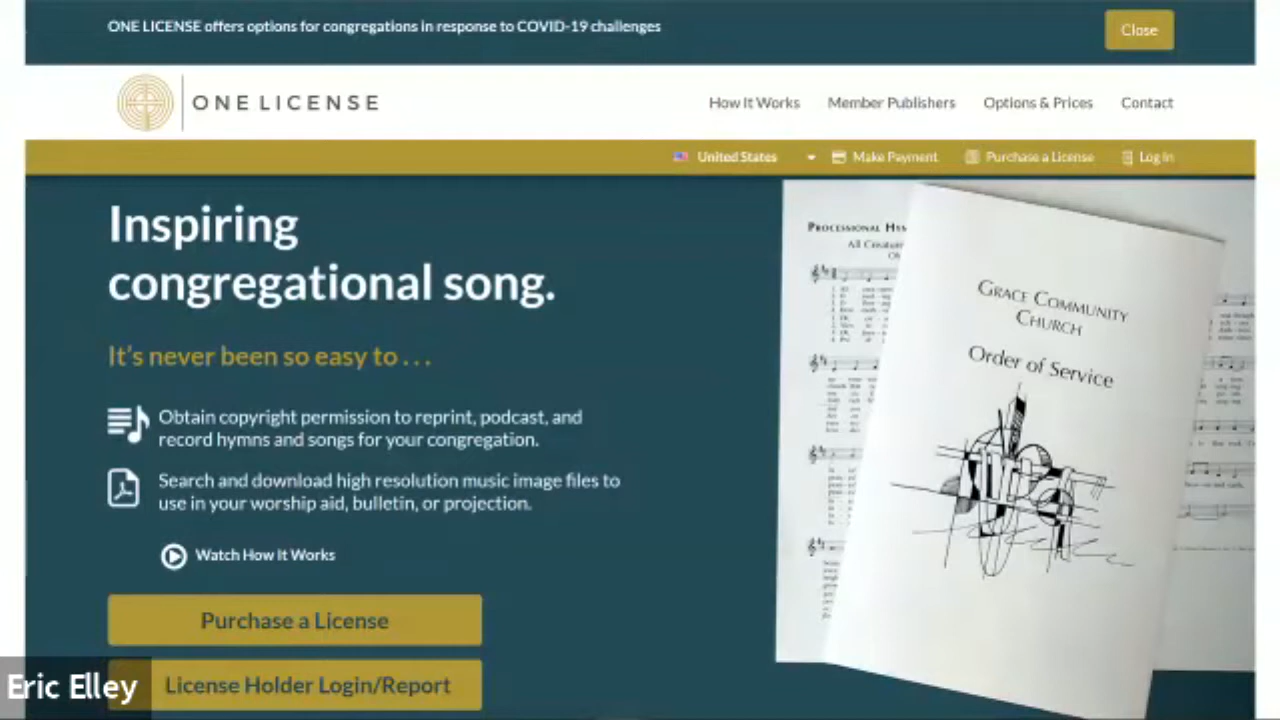 ONE LICENSE offers options for congregations in response to COVID-19 challenges
Close
ONE LICENSE
How It Works
Member Publishers
Options & Prices
Contact
United States
Make Payment
Purchase a License
Log In
Inspiring
congregational song.
It's never been so easy to . . .
Obtain copyright permission to reprint, podcast, and
record hymns and songs for your congregation.
Search and download high resolution music image files to
use in your worship aid, bulletin, or projection.
Watch How It Works
Purchase a License
License Holder Login/Report
PROCESSIONAL
All
GRACE COMMUNITY
CHURCH
Order of Service
Eric Elley